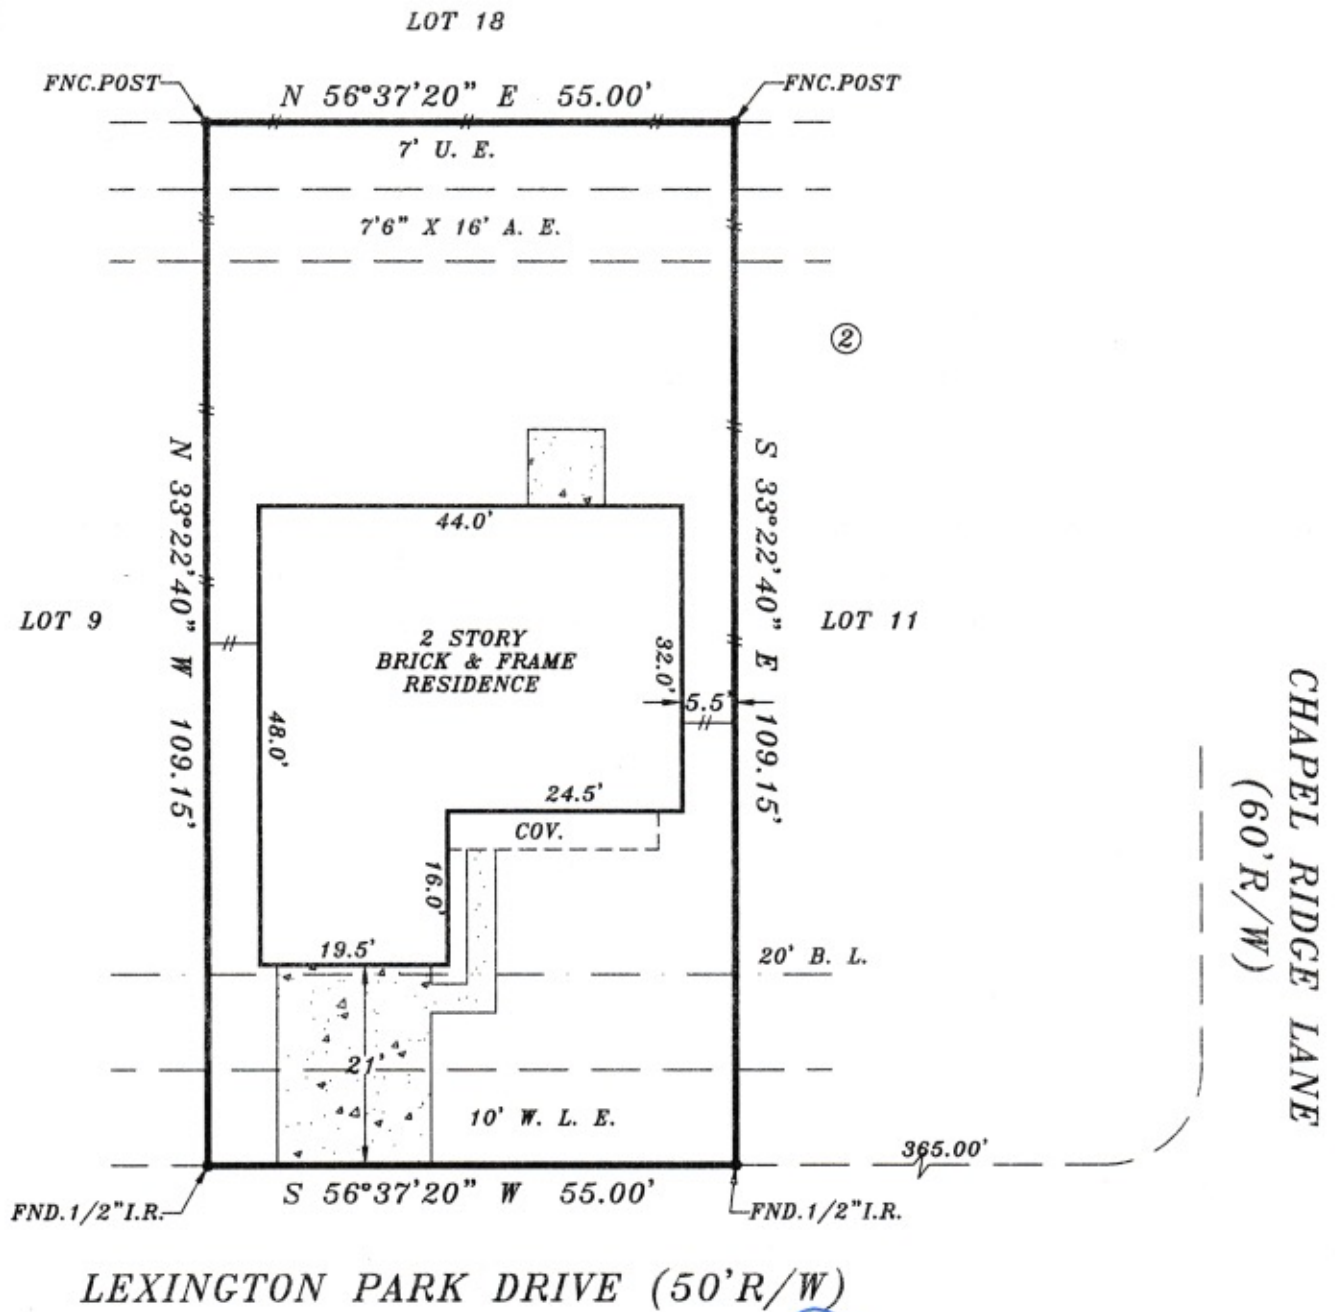 LOT 18
FNC.POST
FNC.POST
N 56°37'20" E 55.00'
7' U. E.
7'6" X 16' A. E.
2
N 33°22'40" W 109.15'
S 33°22'40" E 109.15'
44.0'
LOT 9
LOT 11
2 STORY
BRICK & FRAME
RESIDENCE
32.0'
5.5'
48.0'
24.5'
COV.
16.0'
19.5'
20' B. L.
21'
10' W. L. E.
365.00'
CHAPEL RIDGE LANE
(60'R/W)
S 56°37'20" W 55.00'
FND.1/2"I.R.
FND.1/2"I.R.
LEXINGTON PARK DRIVE (50'R/W)